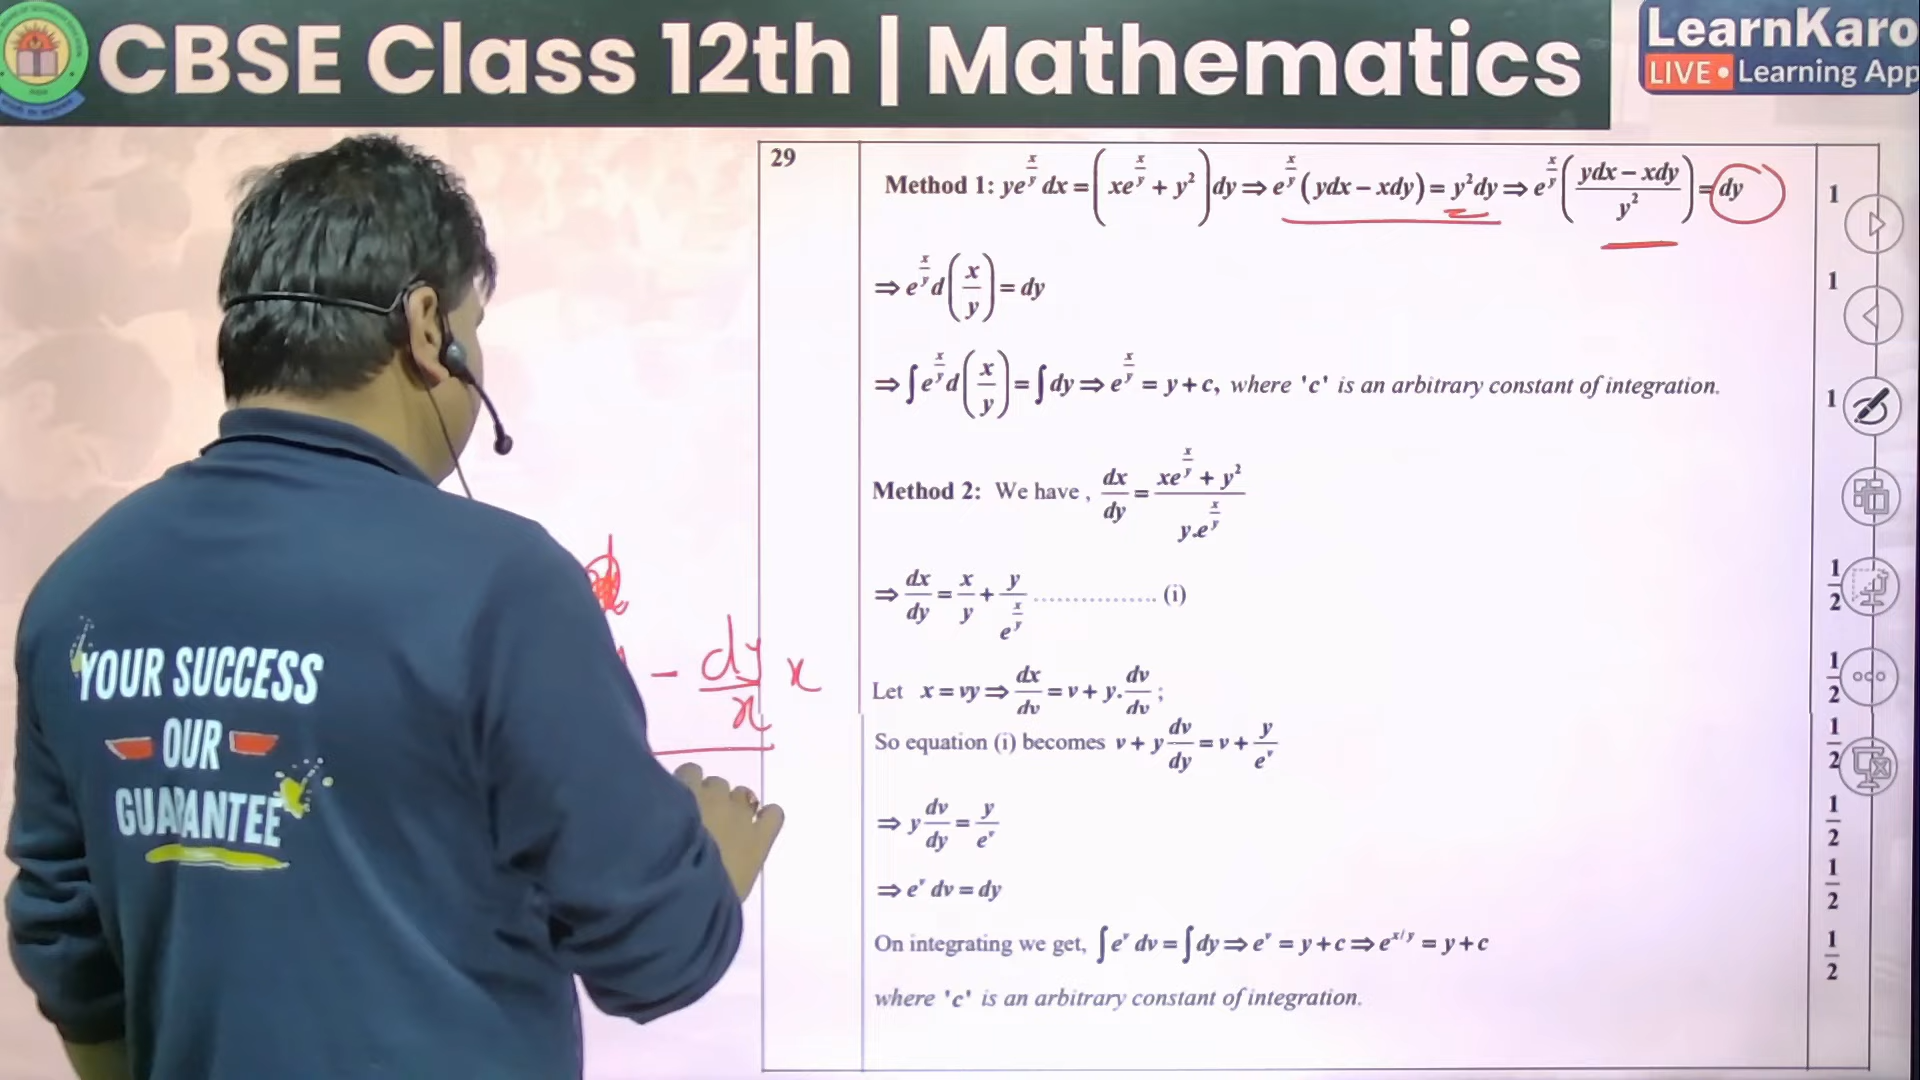 CBSE Class 12th | Mathematics
LearnKaro
LIVE • Learning App
29
Method 1: ye^{x/y} dx = (xe^{x/y} + y²) dy ⇒ e^{x/y} (ydx − xdy) = y²dy ⇒ e^{x/y} ((ydx − xdy)/y²) = dy 1
⇒ e^{x/y} d(x/y) = dy 1
⇒ ∫e^{x/y} d(x/y) = ∫dy ⇒ e^{x/y} = y + c, where 'c' is an arbitrary constant of integration. 1
Method 2: We have , dx/dy = (xe^{x/y} + y²)/(y.e^{x/y})
⇒ dx/dy = x/y + y/e^{x/y} ................ (i) 1/2
Let x = vy ⇒ dx/dv = v + y.dv/dv ; 1/2
So equation (i) becomes v + y dv/dy = v + y/e^v 1/2
⇒ y dv/dy = y/e^v 1/2
⇒ e^v dv = dy 1/2
On integrating we get, ∫e^v dv = ∫dy ⇒ e^v = y + c ⇒ e^{x/y} = y + c 1/2
where 'c' is an arbitrary constant of integration.
− dy/x x
YOUR SUCCESS
OUR
GUARANTEE